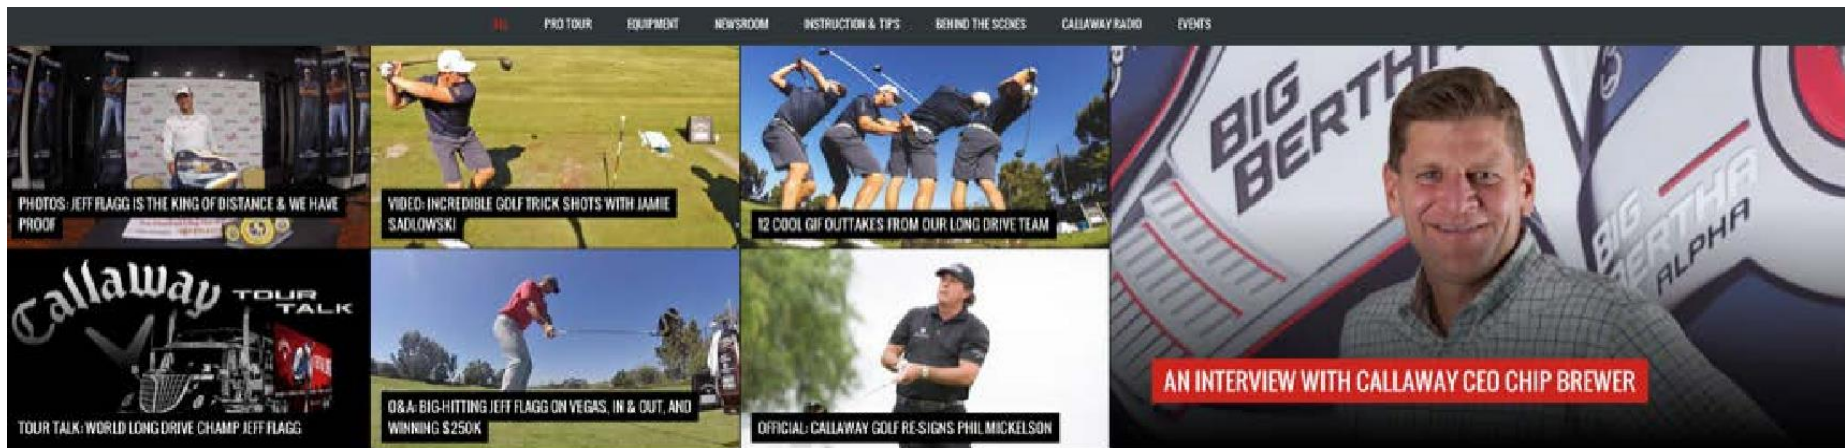 ALL PRO TOUR EQUIPMENT NEWSROOM INSTRUCTION & TIPS BEHIND THE SCENES CALLAWAY RADIO EVENTS
PHOTOS: JEFF FLAGG IS THE KING OF DISTANCE & WE HAVE
PROOF
VIDEO: INCREDIBLE GOLF TRICK SHOTS WITH JAMIE
SADLOWSKI
12 COOL GIF OUTTAKES FROM OUR LONG DRIVE TEAM
BIG
BERTHA
BIG
BERTHA
ALPHA
AN INTERVIEW WITH CALLAWAY CEO CHIP BREWER
Callaway TOUR
TALK
TOUR TALK: WORLD LONG DRIVE CHAMP JEFF FLAGG
Q&A: BIG-HITTING JEFF FLAGG ON VEGAS, IN & OUT, AND
WINNING $250K
OFFICIAL: CALLAWAY GOLF RE-SIGNS PHIL MICKELSON